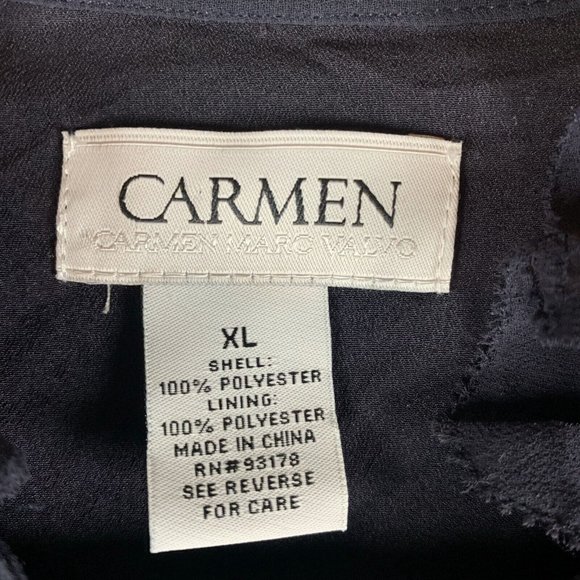 CARMEN
CARMEN MARC VALVO
XL
SHELL:
100% POLYESTER
LINING:
100% POLYESTER
MADE IN CHINA
RN#93178
SEE REVERSE
FOR CARE